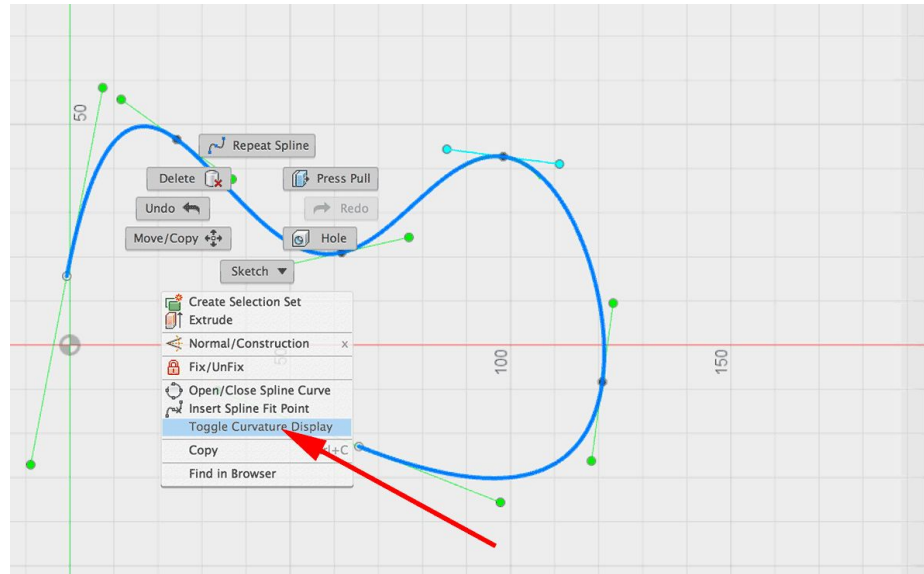 50
Repeat Spline
Delete
Press Pull
Undo
Redo
Move/Copy
Hole
Sketch
Create Selection Set
Extrude
Normal/Construction x
Fix/UnFix
Open/Close Spline Curve
Insert Spline Fit Point
Toggle Curvature Display
Copy l+C
Find in Browser
50
100
150